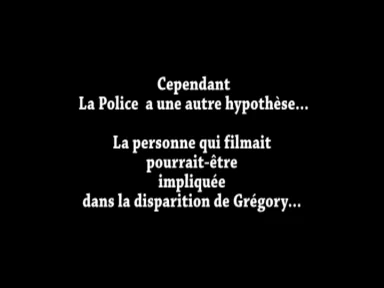 Cependant
La Police a une autre hypothèse...
La personne qui filmait
pourrait-être
impliquée
dans la disparition de Grégory...